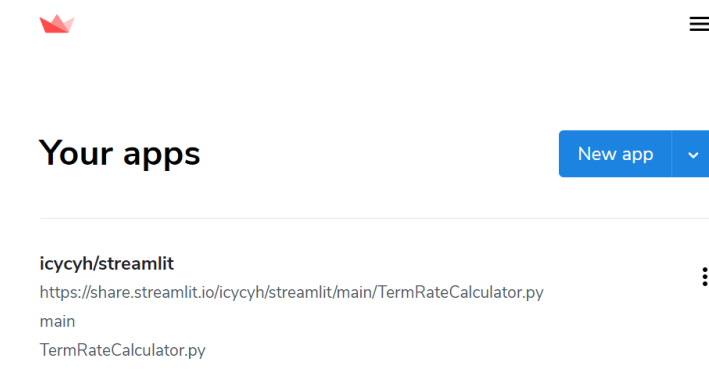 Your apps
New app
icycyh/streamlit
https://share.streamlit.io/icycyh/streamlit/main/TermRateCalculator.py
main
TermRateCalculator.py